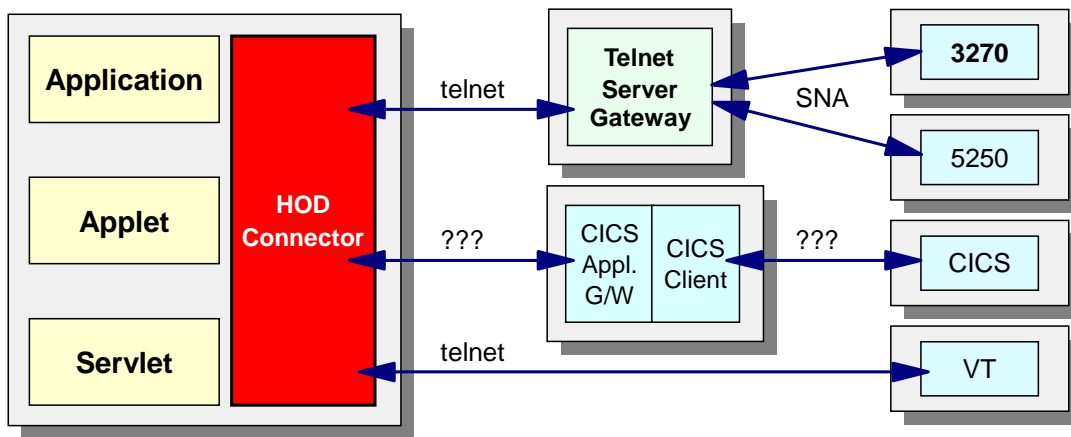 Application
Applet
Servlet
HOD
Connector
telnet
Telnet
Server
Gateway
SNA
3270
5250
???
CICS
Appl.
G/W
CICS
Client
???
CICS
telnet
VT